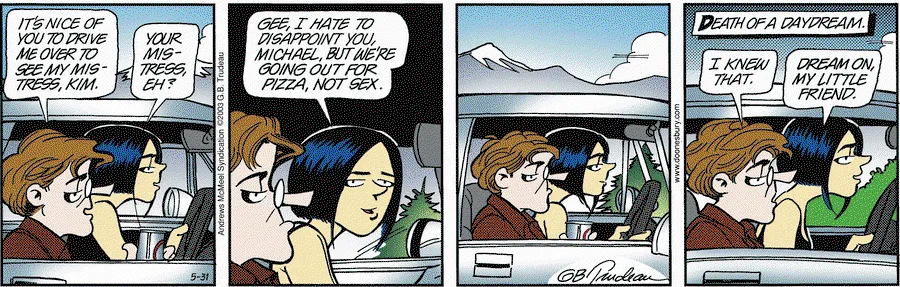 IT'S NICE OF
YOU TO DRIVE
ME OVER TO
SEE MY MIS-
TRESS, KIM.
YOUR
MIS-
TRESS,
EH?
5-31
Andrews McMeel Syndication ©2003 G.B. Trudeau
GEE, I HATE TO
DISAPPOINT YOU,
MICHAEL, BUT WE'RE
GOING OUT FOR
PIZZA, NOT SEX.
GB Trudeau
www.doonesbury.com
DEATH OF A DAYDREAM.
I KNEW
THAT.
DREAM ON,
MY LITTLE
FRIEND.